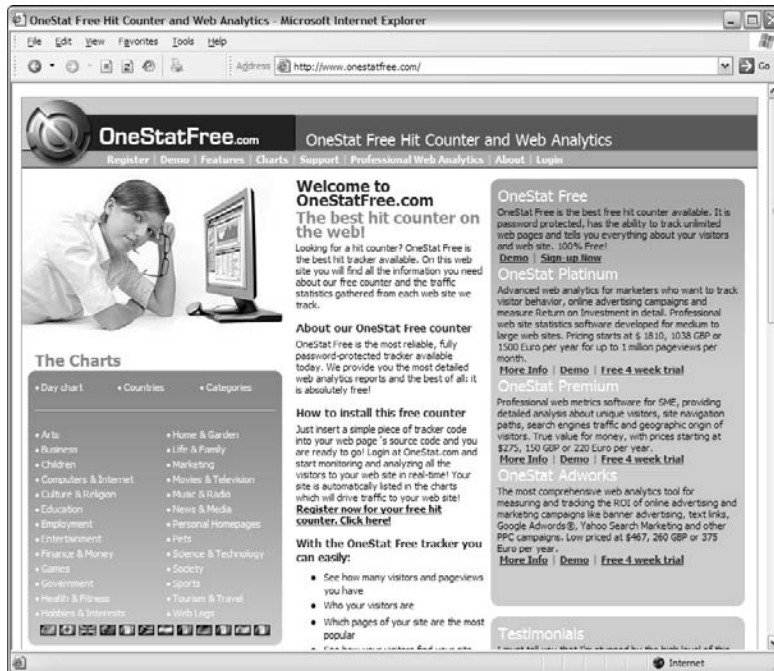 OneStat Free Hit Counter and Web Analytics - Microsoft Internet Explorer
File Edit View Favorites Tools Help
Address http://www.onestatfree.com/ Go
OneStatFree.com OneStat Free Hit Counter and Web Analytics
Register | Demo | Features | Charts | Support | Professional Web Analytics | About | Login
The Charts
• Day chart • Countries • Categories
• Arts • Home & Garden
• Business • Life & Family
• Children • Marketing
• Computers & Internet • Movies & Television
• Culture & Religion • Music & Radio
• Education • News & Media
• Employment • Personal Homepages
• Entertainment • Pets
• Finance & Money • Science & Technology
• Games • Society
• Government • Sports
• Health & Fitness • Tourism & Travel
• Hobbies & Interests • Web Logs
Welcome to
OneStatFree.com
The best hit counter on
the web!
Looking for a hit counter? OneStat Free is
the best hit tracker available. On this web
site you will find all the information you need
about our free counter and the traffic
statistics gathered from each web site we
track.
About our OneStat Free counter
OneStat Free is the most reliable, fully
password-protected tracker available
today. We provide you the most detailed
web analytics reports and the best of all: it
is absolutely free!
How to install this free counter
Just insert a simple piece of tracker code
into your web page 's source code and you
are ready to go! Login at OneStat.com and
start monitoring and analyzing all the
visitors to your web site in real-time! Your
site is automatically listed in the charts
which will drive traffic to your web site!
Register now for your free hit
counter. Click here!
With the OneStat Free tracker you
can easily:
• See how many visitors and pageviews
you have
• Who your visitors are
• Which pages of your site are the most
popular
• See how your visitors find your site
OneStat Free
OneStat Free is the best free hit counter available. It is
password protected, has the ability to track unlimited
web pages and tells you everything about your visitors
and web site. 100% Free!
Demo | Sign-up Now
OneStat Platinum
Advanced web analytics for marketers who want to track
visitor behavior, online advertising campaigns and
measure Return on Investment in detail. Professional
web site statistics software developed for medium to
large web sites. Pricing starts at $ 1810, 1038 GBP or
1500 Euro per year for up to 1 million pageviews per
month.
More Info | Demo | Free 4 week trial
OneStat Premium
Professional web metrics software for SME, providing
detailed analysis about unique visitors, site navigation
paths, search engines traffic and geographic origin of
visitors. True value for money, with prices starting at
$275, 150 GBP or 220 Euro per year.
More Info | Demo | Free 4 week trial
OneStat Adworks
The most comprehensive web analytics tool for
measuring and tracking the ROI of online advertising and
marketing campaigns like banner advertising, text links,
Google Adwords®, Yahoo Search Marketing and other
PPC campaigns. Low priced at $467, 260 GBP or 375
Euro per year.
More Info | Demo | Free 4 week trial
Testimonials
I must tell you that I'm stunned by the high level of this
Internet